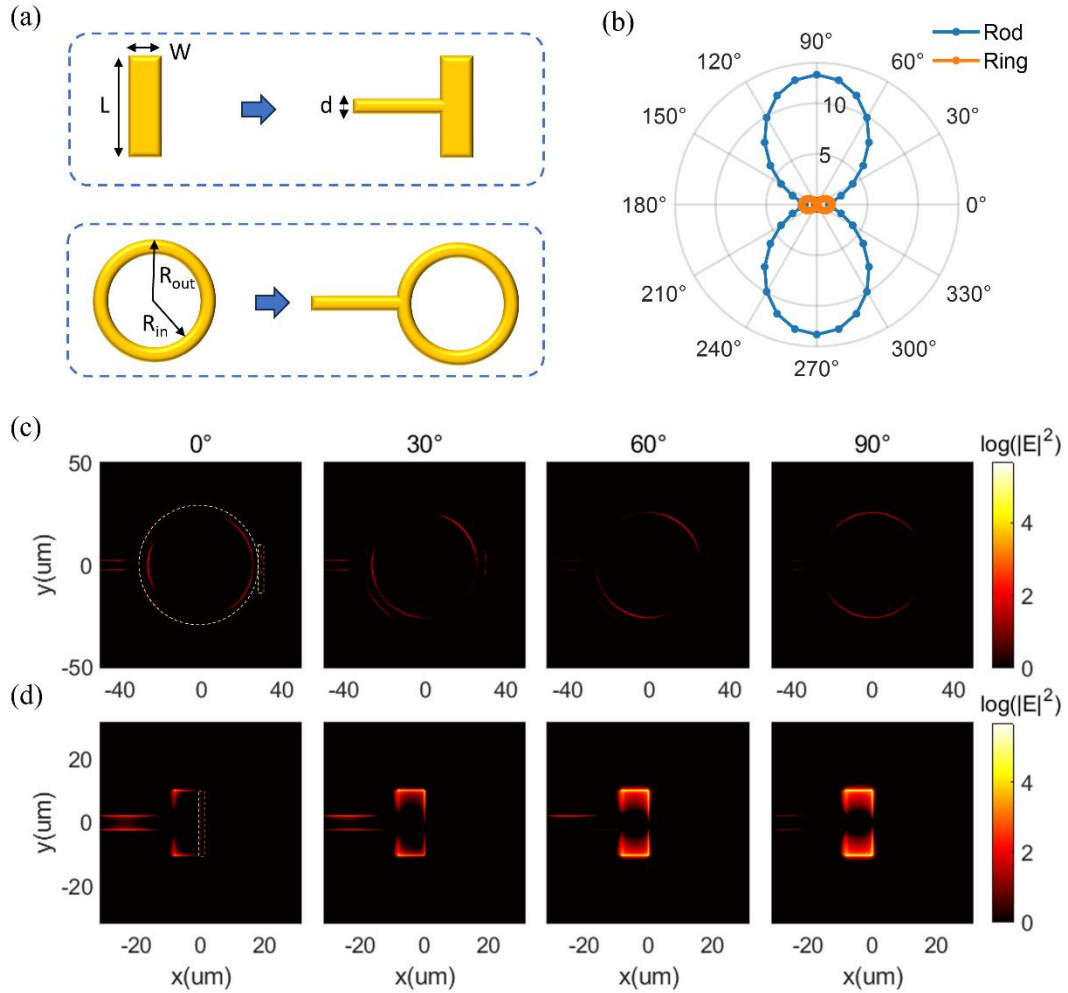 (a)
W
L
d
R_out
R_in
(b)
Rod
Ring
90°
120°
60°
10
150°
30°
5
180°
0°
210°
330°
240°
300°
270°
(c)
0°
30°
60°
90°
log(|E|²)
50
0
-50
y(um)
-40
0
40
-40
0
40
-40
0
40
-40
0
40
4
2
0
(d)
log(|E|²)
20
0
-20
y(um)
-20
0
20
-20
0
20
-20
0
20
-20
0
20
x(um)
x(um)
x(um)
x(um)
4
2
0